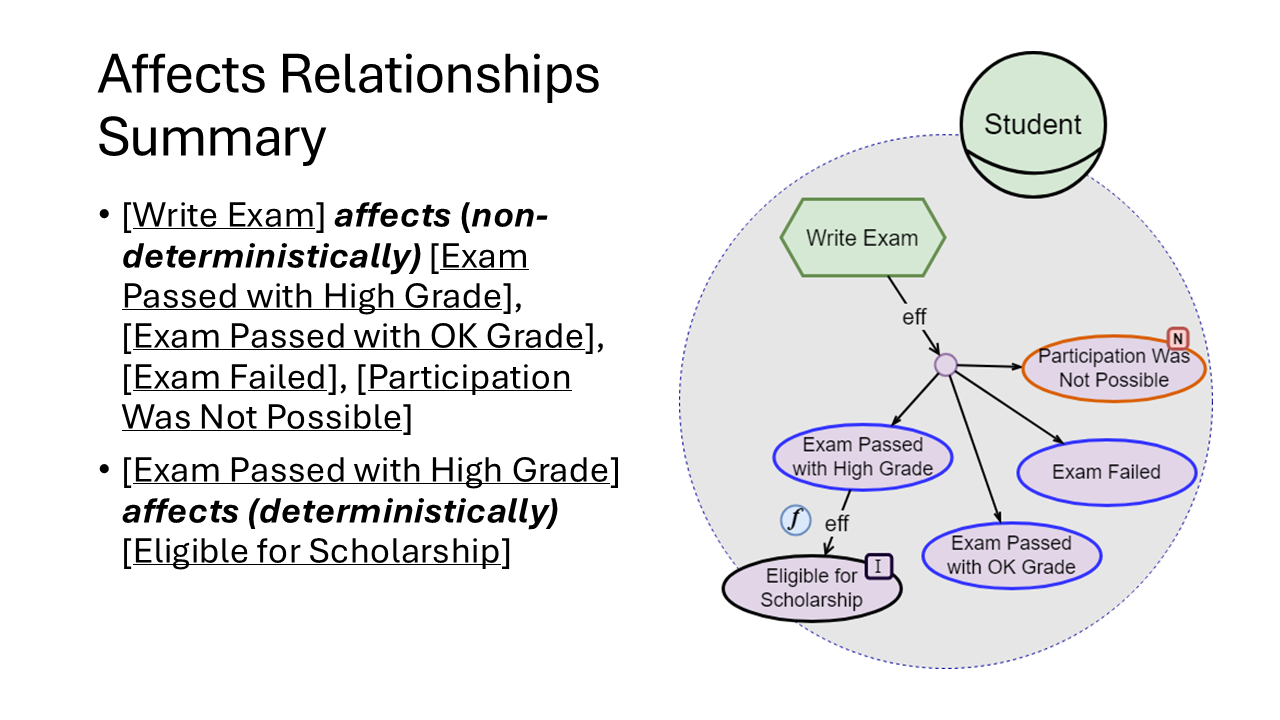 Affects Relationships
Summary
• [Write Exam] affects (non-
deterministically) [Exam
Passed with High Grade],
[Exam Passed with OK Grade],
[Exam Failed], [Participation
Was Not Possible]
• [Exam Passed with High Grade]
affects (deterministically)
[Eligible for Scholarship]
Student
Write Exam
eff
N
Participation Was
Not Possible
Exam Passed
with High Grade
Exam Failed
f
eff
Exam Passed
with OK Grade
I
Eligible for
Scholarship